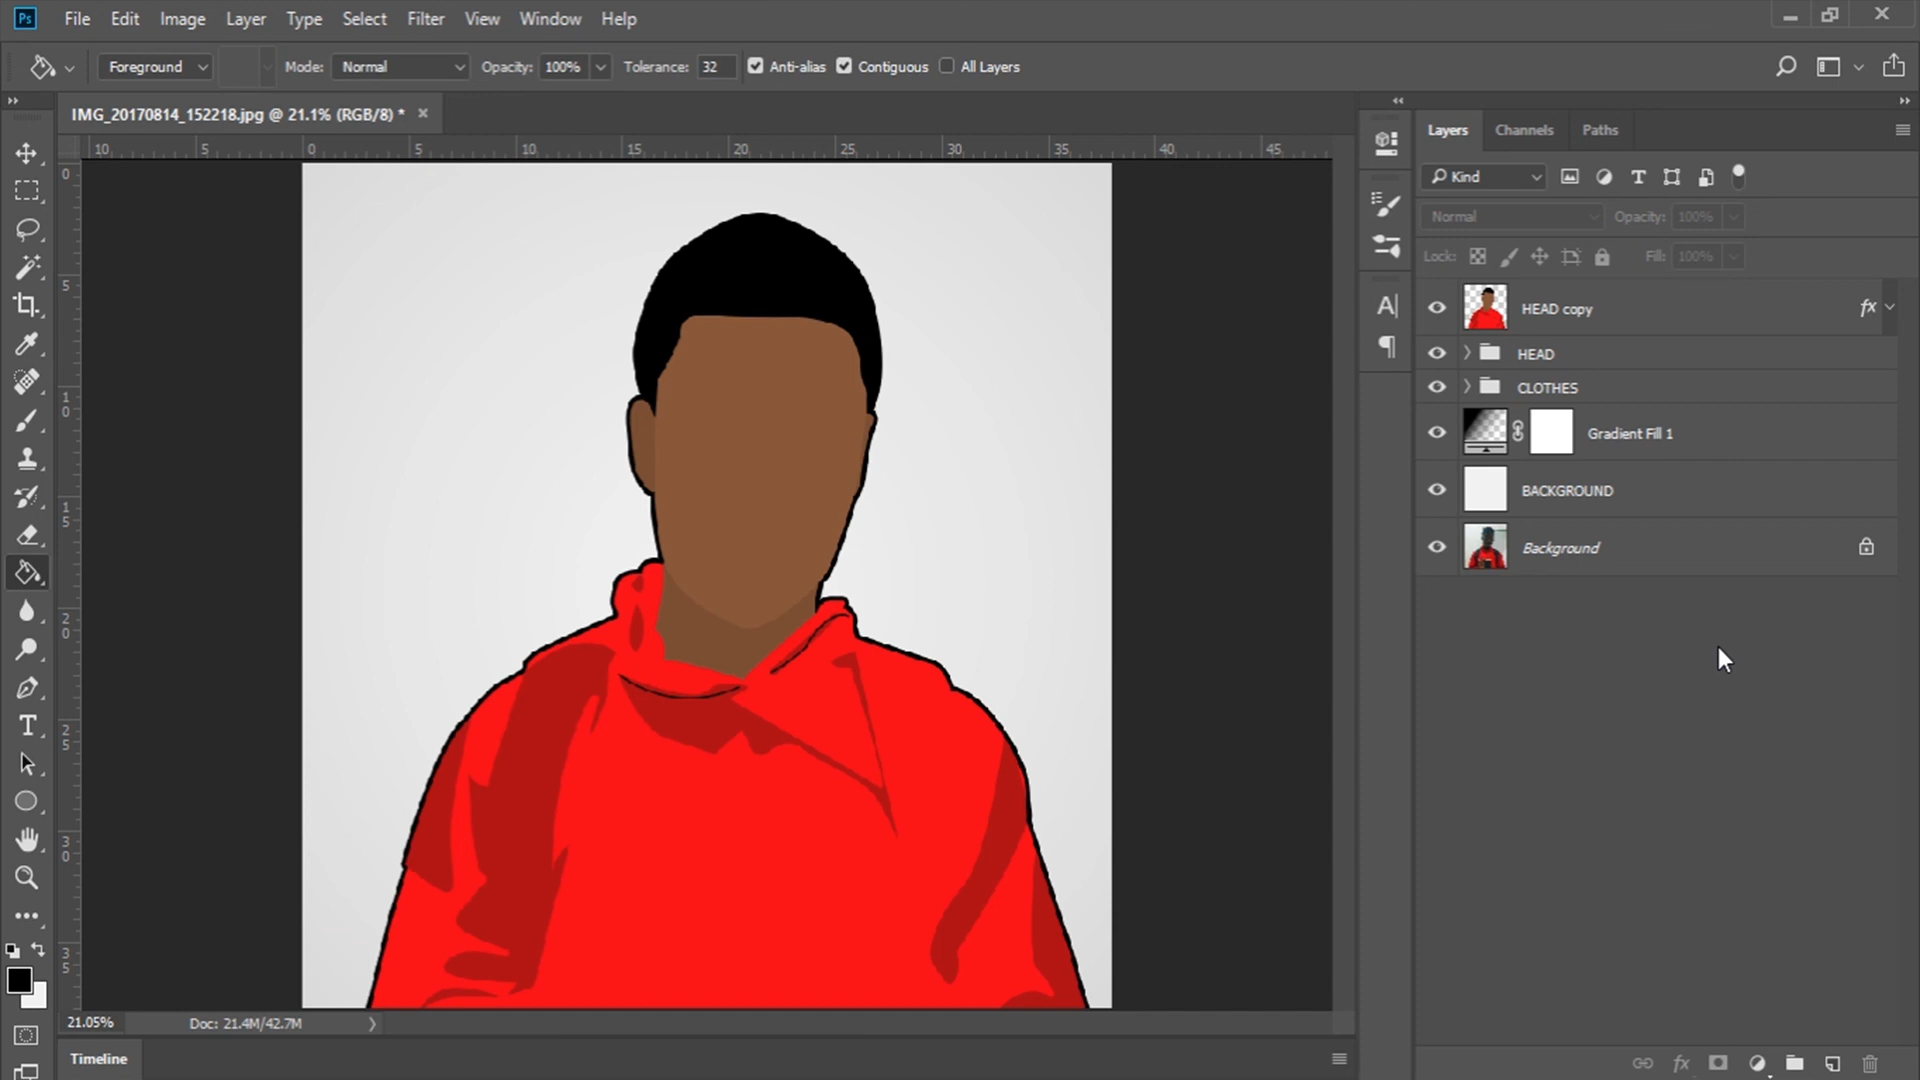 Ps File Edit Image Layer Type Select Filter View Window Help
Foreground Mode: Normal Opacity: 100% Tolerance: 32 Anti-alias Contiguous All Layers
IMG_20170814_152218.jpg @ 21.1% (RGB/8) *
10 5 0 5 10 15 20 25 30 35 40 45
0
5
10
15
20
25
30
35
Layers Channels Paths
Kind
Normal Opacity: 100%
Lock: Fill: 100%
HEAD copy fx
HEAD
CLOTHES
Gradient Fill 1
BACKGROUND
Background
21.05% Doc: 21.4M/42.7M
Timeline
fx